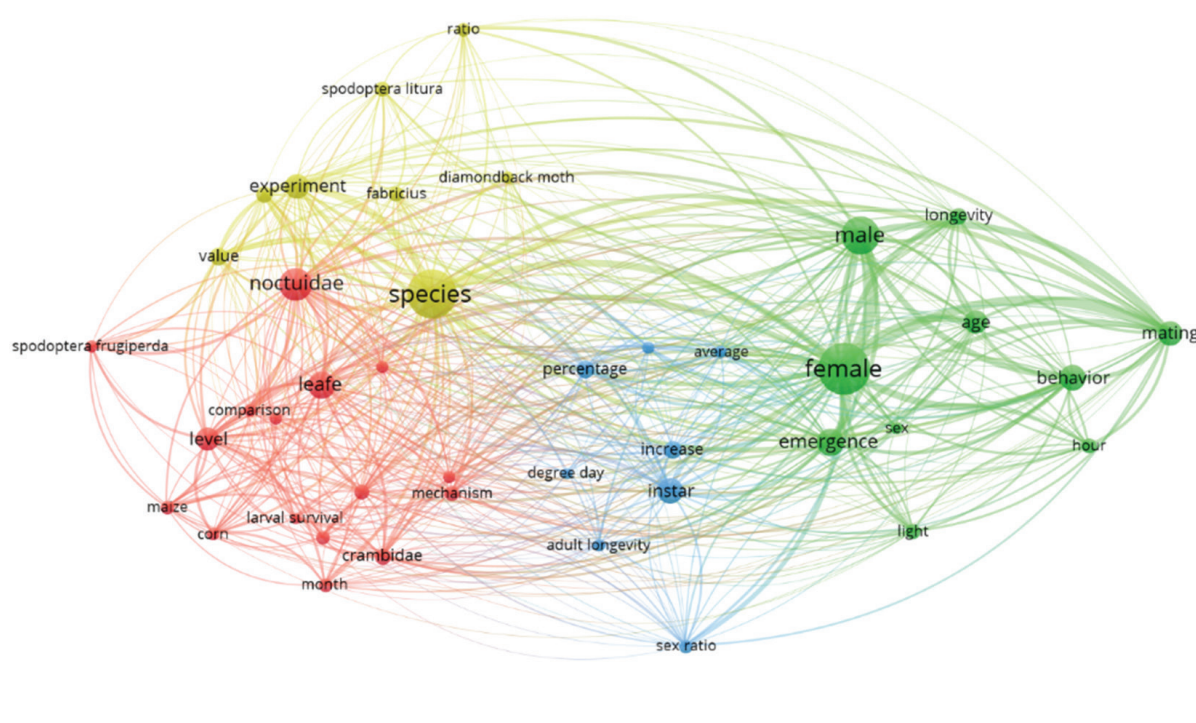 ratio
spodoptera litura
diamondback moth
experiment
fabricius
longevity
male
value
noctuidae
species
age
mating
spodoptera frugiperda
average
percentage
female
leafe
behavior
comparison
sex
level
emergence
hour
increase
degree day
instar
mechanism
maize
larval survival
corn
light
adult longevity
crambidae
month
sex ratio